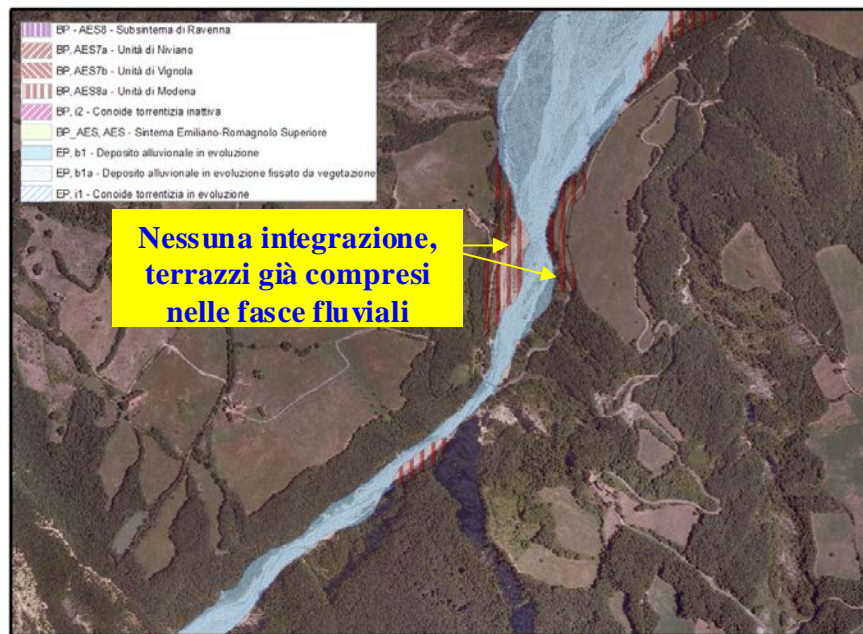 BP - AES8 - Subsintema di Ravenna
BP, AES7a - Unità di Niviano
BP, AES7b - Unità di Vignola
BP, AES8a - Unità di Modena
BP, i2 - Conoide torrentizia inattiva
BP_AES, AES - Sintema Emiliano-Romagnolo Superiore
EP, b1 - Deposito alluvionale in evoluzione
EP, b1a - Deposito alluvionale in evoluzione fissato da vegetazione
EP, i1 - Conoide torrentizia in evoluzione
Nessuna integrazione,
terrazzi già compresi
nelle fasce fluviali